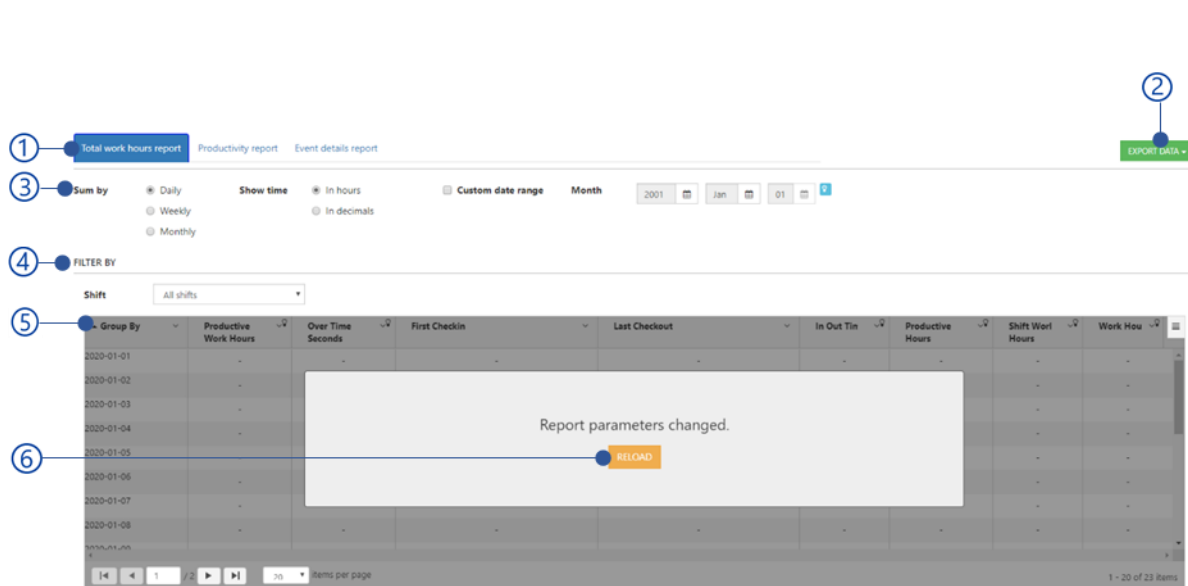 2
1
Total work hours report Productivity report Event details report
EXPORT DATA
3
Sum by Daily Show time In hours Custom date range Month 2001 Jan 01
Weekly In decimals
Monthly
4
FILTER BY
Shift All shifts
5
Group By Productive Over Time First Checkin Last Checkout In Out Tin Productive Shift Worl Work Hou
Work Hours Seconds Hours Hours
2020-01-01 - - - - - - - -
2020-01-02 - - -
2020-01-03 - - -
Report parameters changed.
2020-01-04 - - -
6
2020-01-05 - - -
RELOAD
2020-01-06 - - -
2020-01-07 - - -
2020-01-08 - - - - - - - -
2020-01-09
1 / 2 20 items per page 1 - 20 of 23 items